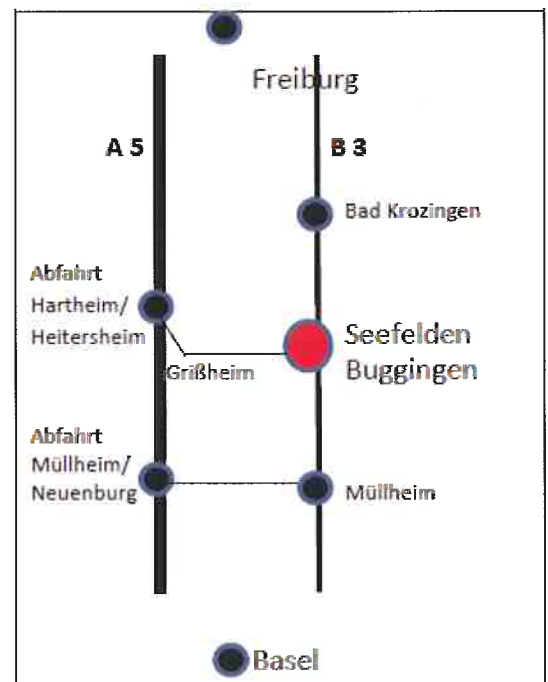 Freiburg
A 5
B 3
Bad Krozingen
Abfahrt
Hartheim/
Heitersheim
Seefelden
Buggingen
Grißheim
Abfahrt
Müllheim/
Neuenburg
Müllheim
Basel